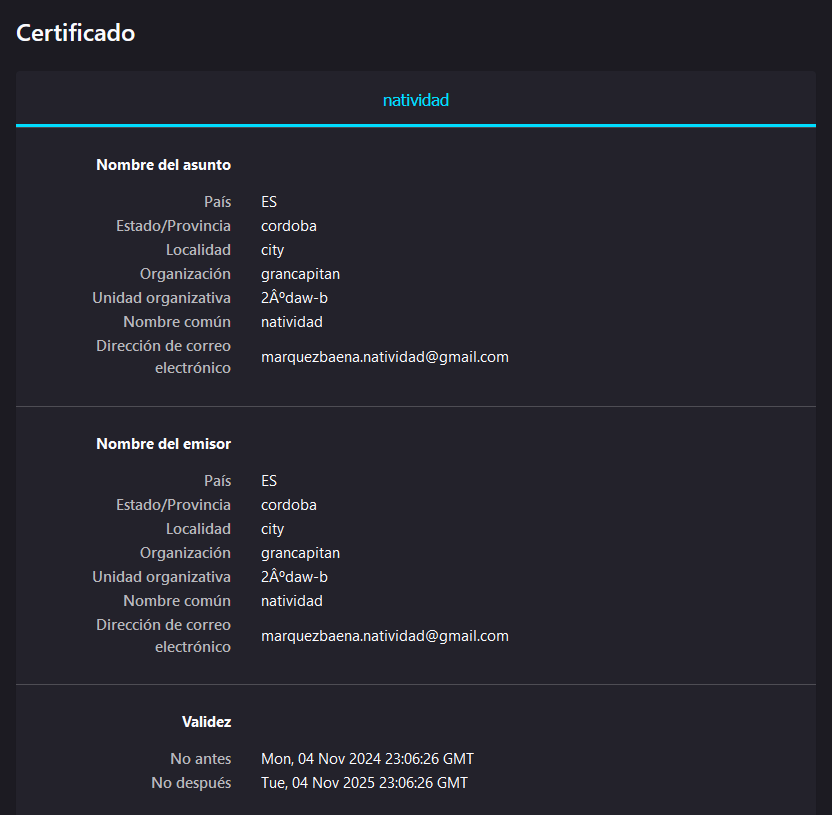 Certificado
natividad
Nombre del asunto
País ES
Estado/Provincia cordoba
Localidad city
Organización grancapitan
Unidad organizativa 2Âºdaw-b
Nombre común natividad
Dirección de correo
electrónico marquezbaena.natividad@gmail.com
Nombre del emisor
País ES
Estado/Provincia cordoba
Localidad city
Organización grancapitan
Unidad organizativa 2Âºdaw-b
Nombre común natividad
Dirección de correo
electrónico marquezbaena.natividad@gmail.com
Validez
No antes Mon, 04 Nov 2024 23:06:26 GMT
No después Tue, 04 Nov 2025 23:06:26 GMT